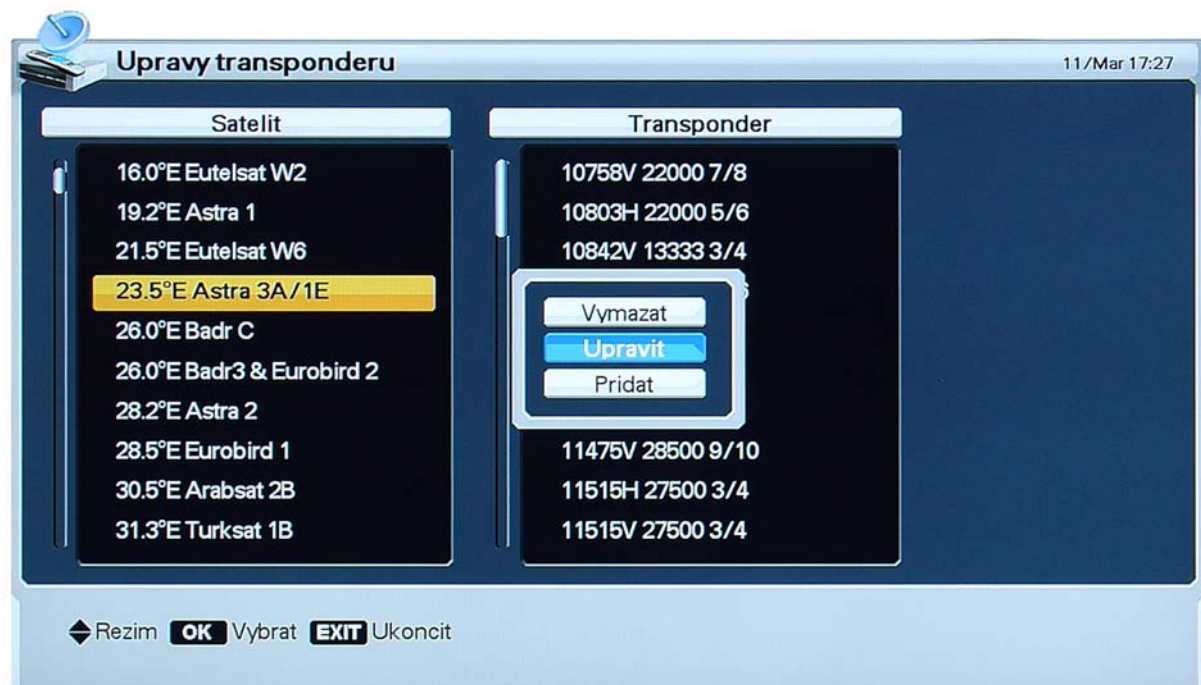 Upravy transponderu
11/Mar 17:27
Satelit
16.0°E Eutelsat W2
19.2°E Astra 1
21.5°E Eutelsat W6
23.5°E Astra 3A/1E
26.0°E Badr C
26.0°E Badr3 & Eurobird 2
28.2°E Astra 2
28.5°E Eurobird 1
30.5°E Arabsat 2B
31.3°E Turksat 1B
Transponder
10758V 22000 7/8
10803H 22000 5/6
10842V 13333 3/4
Vymazat
Upravit
Pridat
11475V 28500 9/10
11515H 27500 3/4
11515V 27500 3/4
Rezim OK Vybrat EXIT Ukoncit